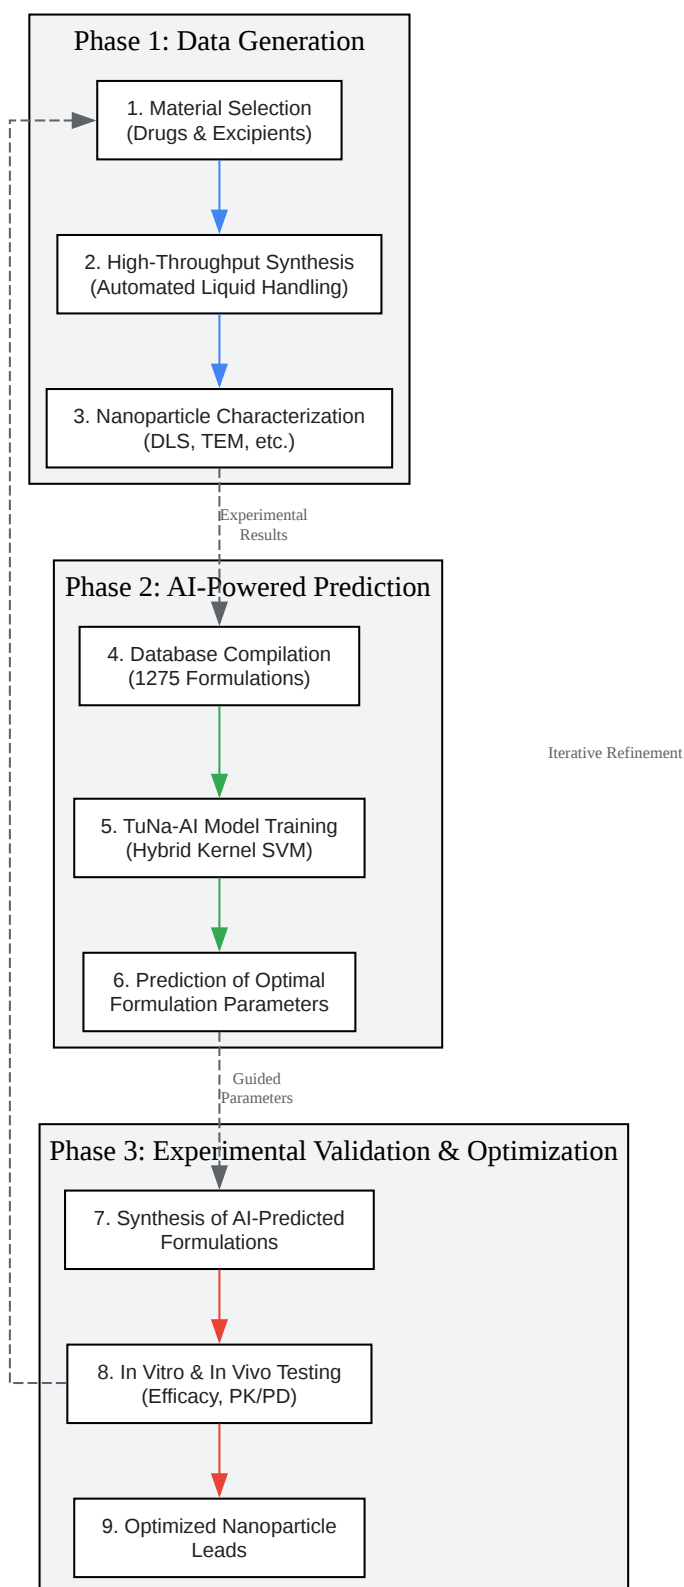 Phase 1: Data Generation
1. Material Selection
(Drugs & Excipients)
2. High-Throughput Synthesis
(Automated Liquid Handling)
3. Nanoparticle Characterization
(DLS, TEM, etc.)
Experimental
Results
Phase 2: AI-Powered Prediction
4. Database Compilation
(1275 Formulations)
Iterative Refinement
5. TuNa-AI Model Training
(Hybrid Kernel SVM)
6. Prediction of Optimal
Formulation Parameters
Guided
Parameters
Phase 3: Experimental Validation & Optimization
7. Synthesis of AI-Predicted
Formulations
8. In Vitro & In Vivo Testing
(Efficacy, PK/PD)
9. Optimized Nanoparticle
Leads